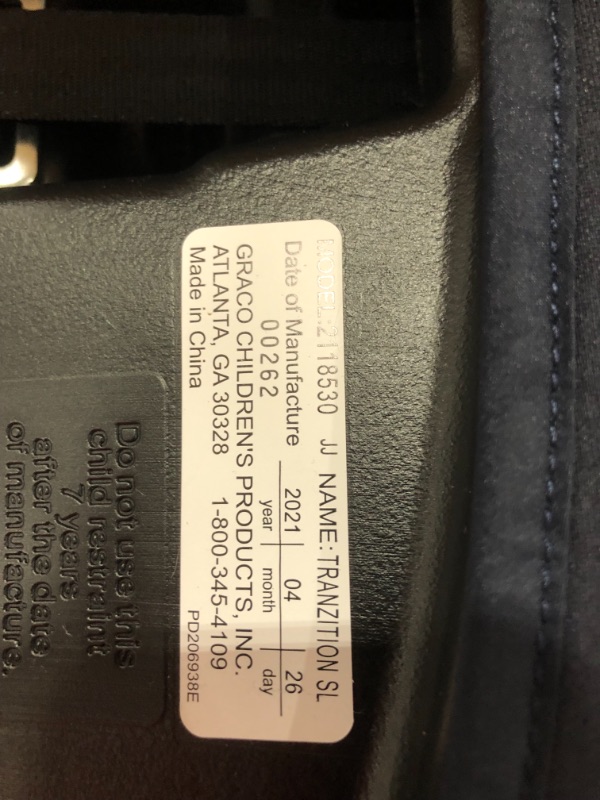 MODEL:2118530 JJ NAME:TRANZITION SL
Date of Manufacture 2021 04 26
00262 year month day
GRACO CHILDREN'S PRODUCTS, INC.
ATLANTA, GA 30328 1-800-345-4109
Made in China PD206938E
Do not use this
child restraint
7 years
after the date
of manufacture.